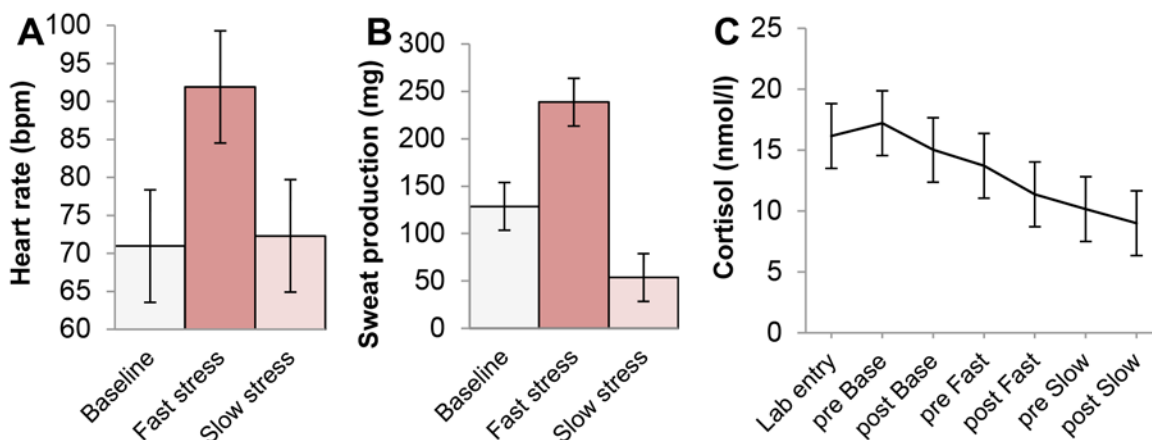 A
Heart rate (bpm)
100
95
90
85
80
75
70
65
60
Baseline
Fast stress
Slow stress
B
Sweat production (mg)
300
250
200
150
100
50
0
Baseline
Fast stress
Slow stress
C
Cortisol (nmol/l)
25
20
15
10
5
0
Lab entry
pre Base
post Base
pre Fast
post Fast
pre Slow
post Slow